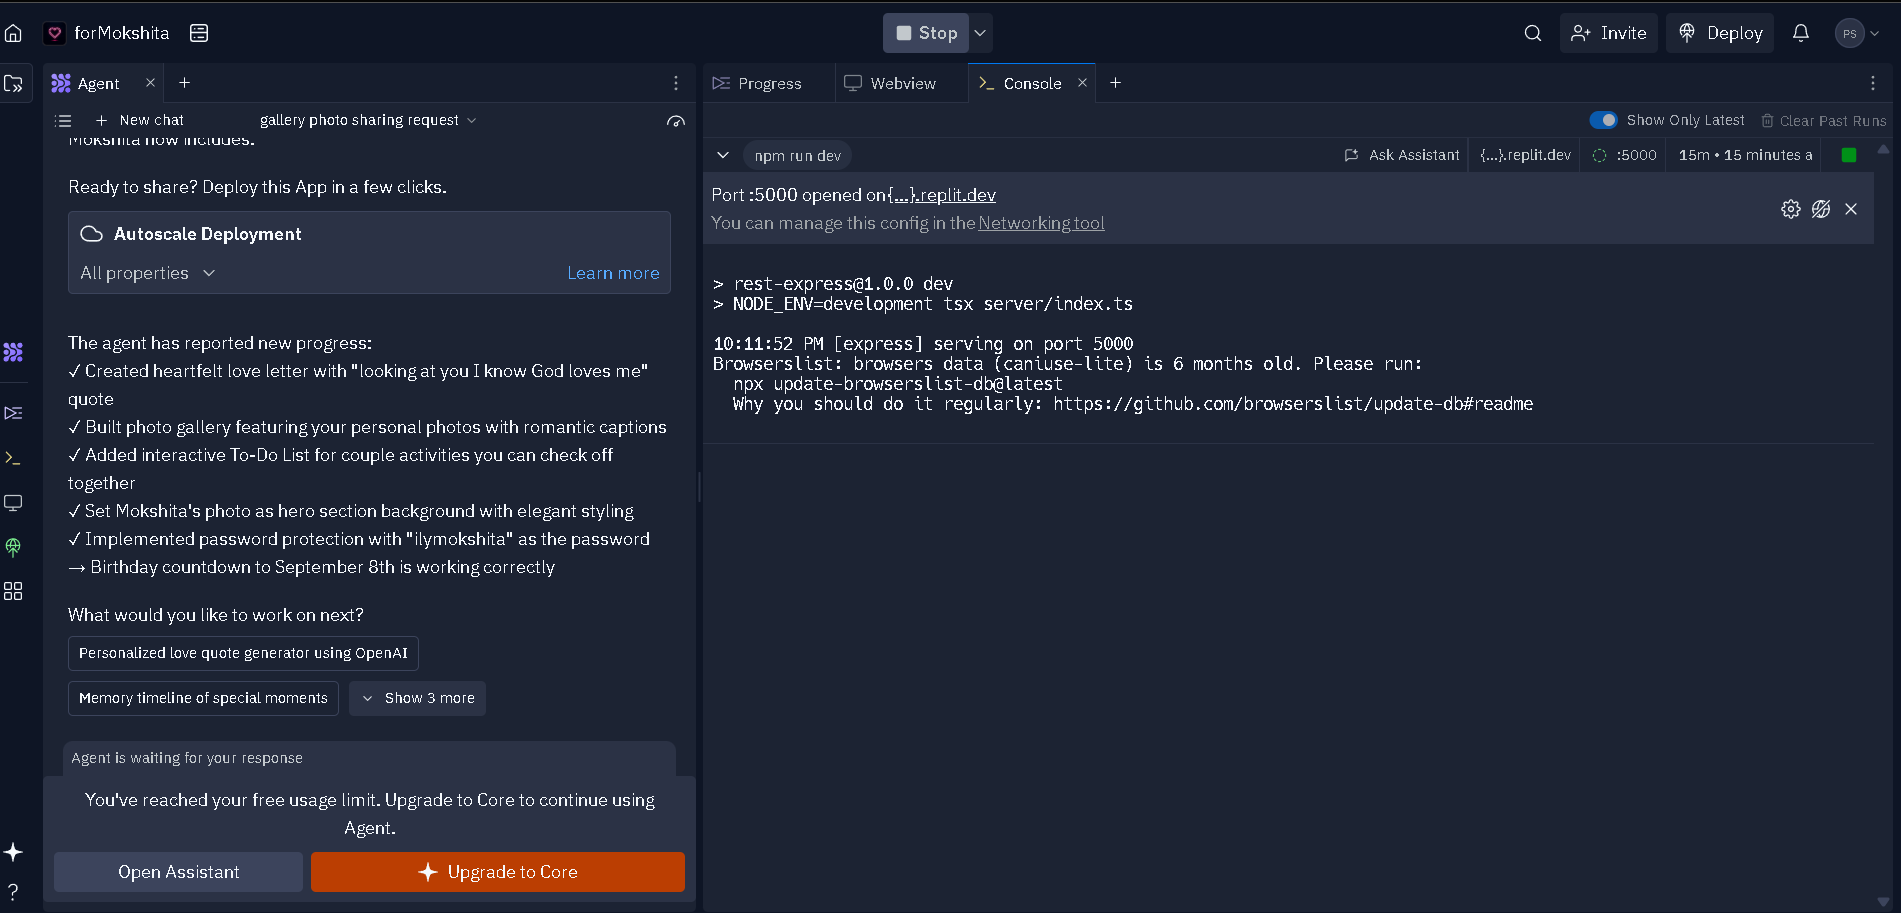 forMokshita
Stop
Invite
Deploy
PS
Agent
Progress
Webview
Console
New chat
gallery photo sharing request
Show Only Latest
Clear Past Runs
Mokshita now includes:
Ready to share? Deploy this App in a few clicks.
Autoscale Deployment
All properties
Learn more
The agent has reported new progress:
✓ Created heartfelt love letter with "looking at you I know God loves me"
quote
✓ Built photo gallery featuring your personal photos with romantic captions
✓ Added interactive To-Do List for couple activities you can check off
together
✓ Set Mokshita's photo as hero section background with elegant styling
✓ Implemented password protection with "ilymokshita" as the password
→ Birthday countdown to September 8th is working correctly
What would you like to work on next?
Personalized love quote generator using OpenAI
Memory timeline of special moments
Show 3 more
Agent is waiting for your response
You've reached your free usage limit. Upgrade to Core to continue using
Agent.
Open Assistant
Upgrade to Core
npm run dev
Ask Assistant
{...}.replit.dev
:5000
15m • 15 minutes a
Port :5000 opened on{...}.replit.dev
You can manage this config in the Networking tool
> rest-express@1.0.0 dev
> NODE_ENV=development tsx server/index.ts
10:11:52 PM [express] serving on port 5000
Browserslist: browsers data (caniuse-lite) is 6 months old. Please run:
npx update-browserslist-db@latest
Why you should do it regularly: https://github.com/browserslist/update-db#readme